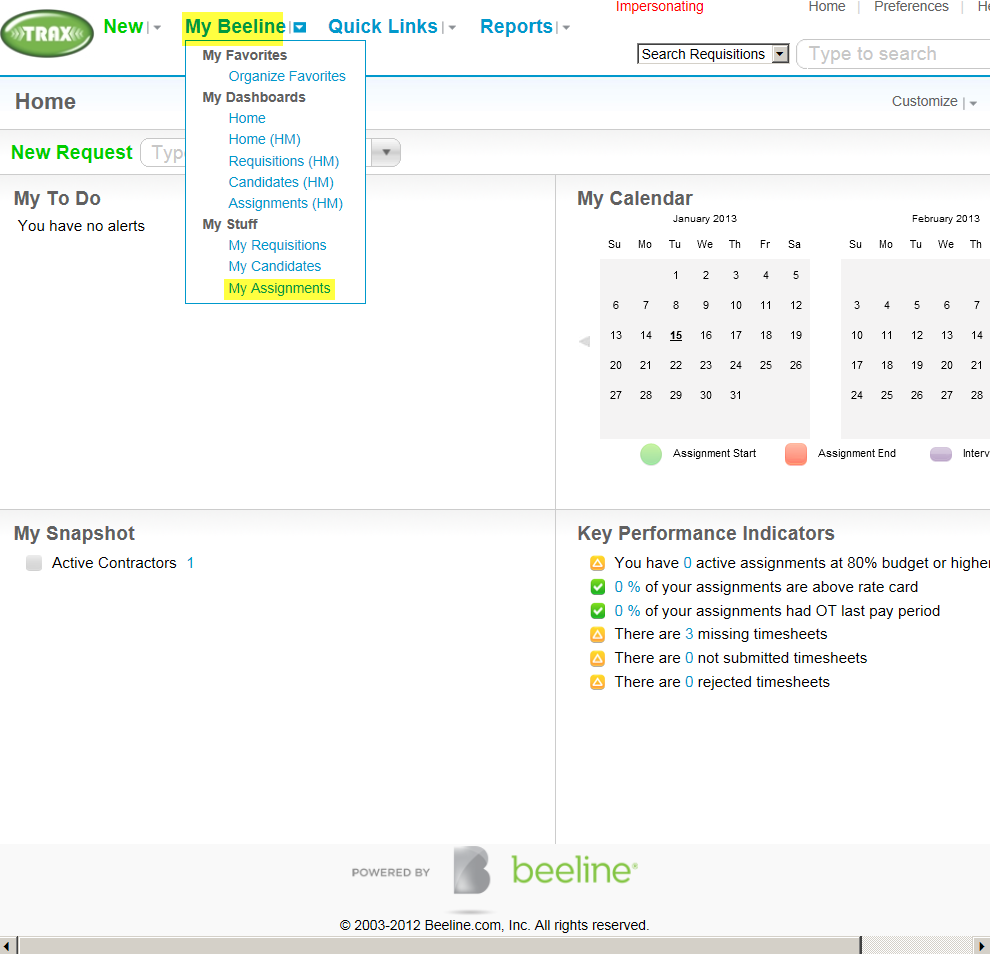 Impersonating
Home | Preferences | He
TRAX
New | My Beeline Quick Links | Reports |
Search Requisitions Type to search
My Favorites
Organize Favorites
My Dashboards
Home
Home (HM)
Requisitions (HM)
Candidates (HM)
Assignments (HM)
My Stuff
My Requisitions
My Candidates
My Assignments
Home
Customize |
New Request Typ
My To Do
You have no alerts
My Calendar
January 2013
Su Mo Tu We Th Fr Sa
1 2 3 4 5
6 7 8 9 10 11 12
13 14 15 16 17 18 19
20 21 22 23 24 25 26
27 28 29 30 31
February 2013
Su Mo Tu We Th
3 4 5 6 7
10 11 12 13 14
17 18 19 20 21
24 25 26 27 28
Assignment Start Assignment End Interv
My Snapshot
Active Contractors 1
Key Performance Indicators
You have 0 active assignments at 80% budget or higher
0 % of your assignments are above rate card
0 % of your assignments had OT last pay period
There are 3 missing timesheets
There are 0 not submitted timesheets
There are 0 rejected timesheets
POWERED BY B beeline®
© 2003-2012 Beeline.com, Inc. All rights reserved.